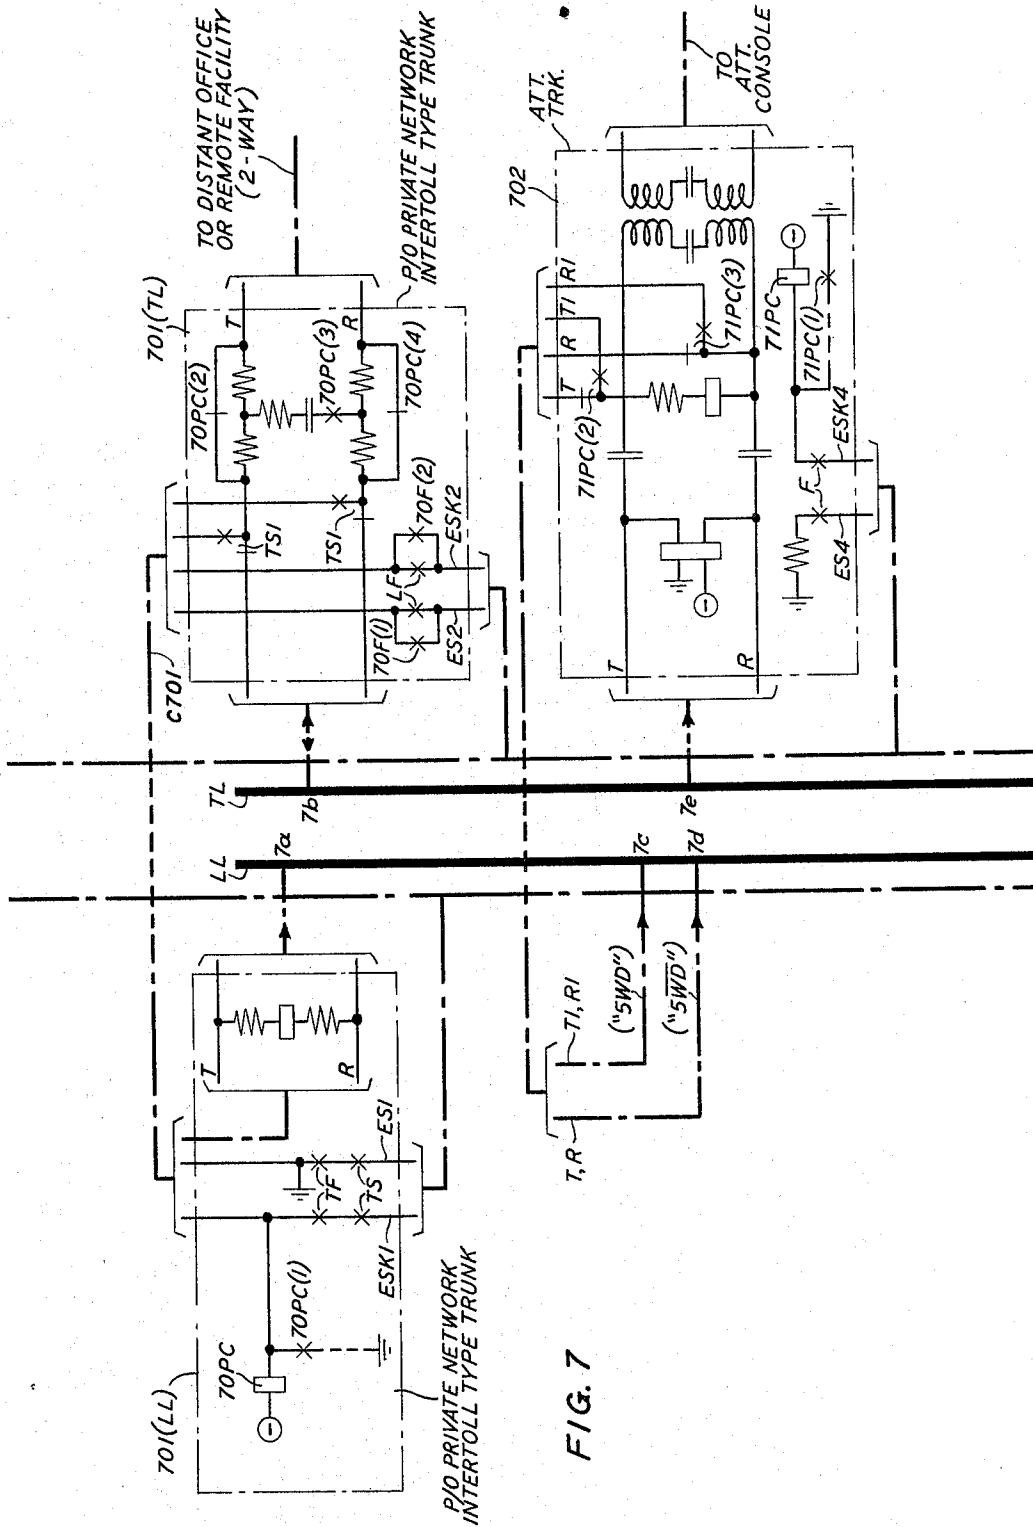 TO DISTANT OFFICE
OR REMOTE FACILITY
(2-WAY)
701(TL)
P/O PRIVATE NETWORK
INTERTOLL TYPE TRUNK
T
R
70PC(2)
70PC(3)
70PC(4)
TS1
TS1
70F(2)
LF
70F(1)
ESK2
ES2
C701
TL
7b
7e
LL
7a
7c
7d
("5WD")
("5W̅D̅")
T1,R1
T,R
701(LL)
70PC
70PC(1)
T
R
TF
TS
ES1
ESK1
P/O PRIVATE NETWORK
INTERTOLL TYPE TRUNK
ATT.
TRK.
702
TO
ATT.
CONSOLE
T
R
T1
R1
71PC(2)
71PC(3)
71PC
71PC(1)
T
R
F
ES4
ESK4
FIG. 7